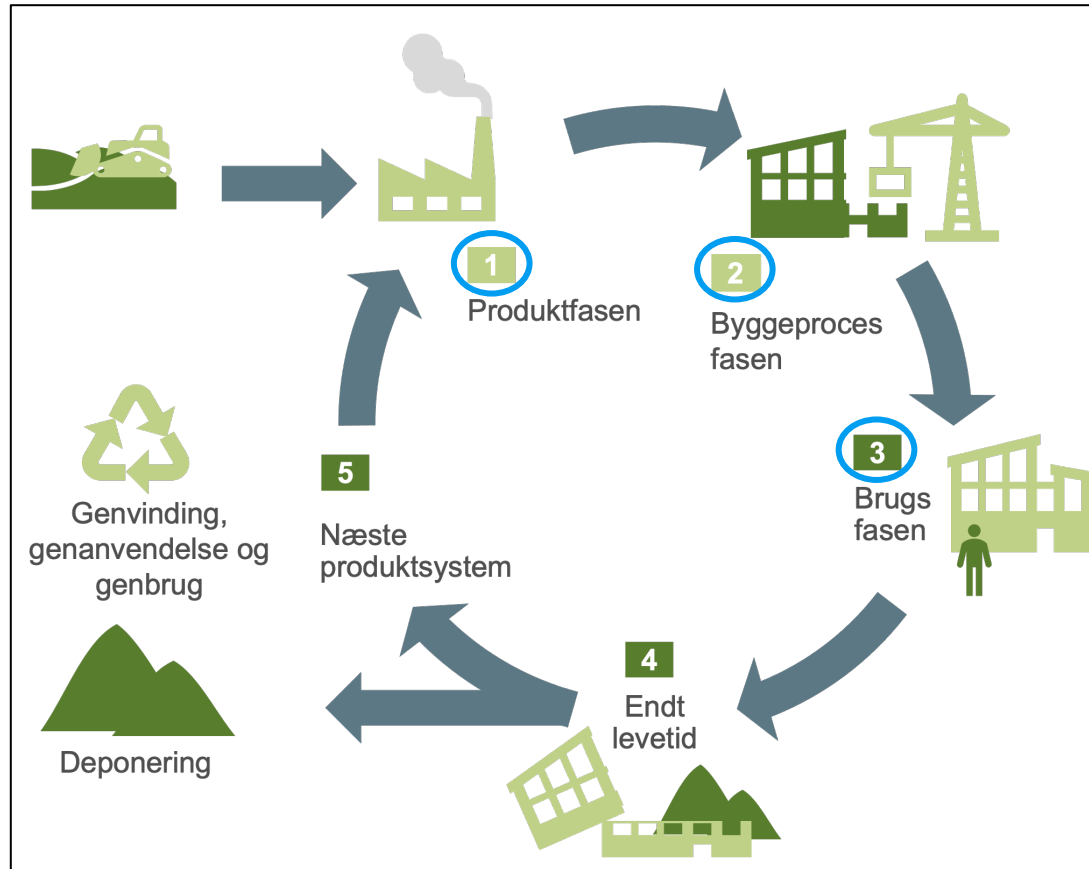 1
Produktfasen
2
Byggeproces
fasen
3
Brugs
fasen
4
Endt
levetid
5
Næste
produktsystem
Genvinding,
genanvendelse og
genbrug
Deponering